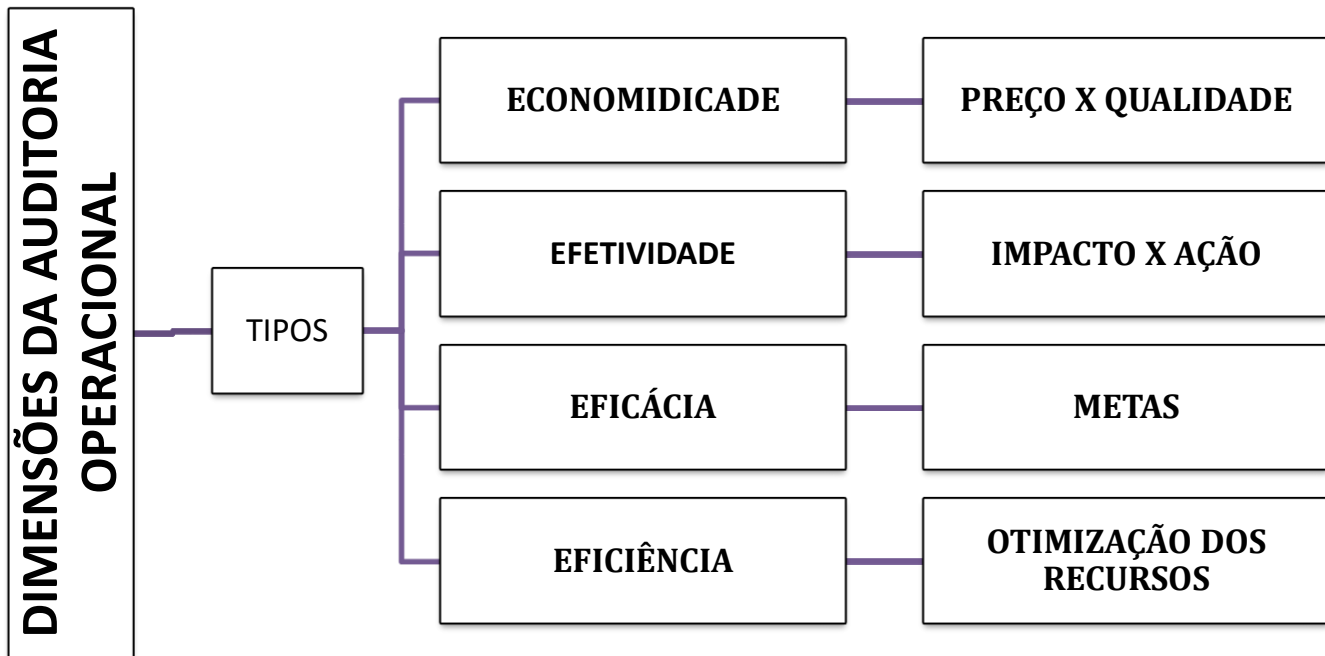 DIMENSÕES DA AUDITORIA
OPERACIONAL
TIPOS
ECONOMIDICADE
PREÇO X QUALIDADE
EFETIVIDADE
IMPACTO X AÇÃO
EFICÁCIA
METAS
EFICIÊNCIA
OTIMIZAÇÃO DOS
RECURSOS